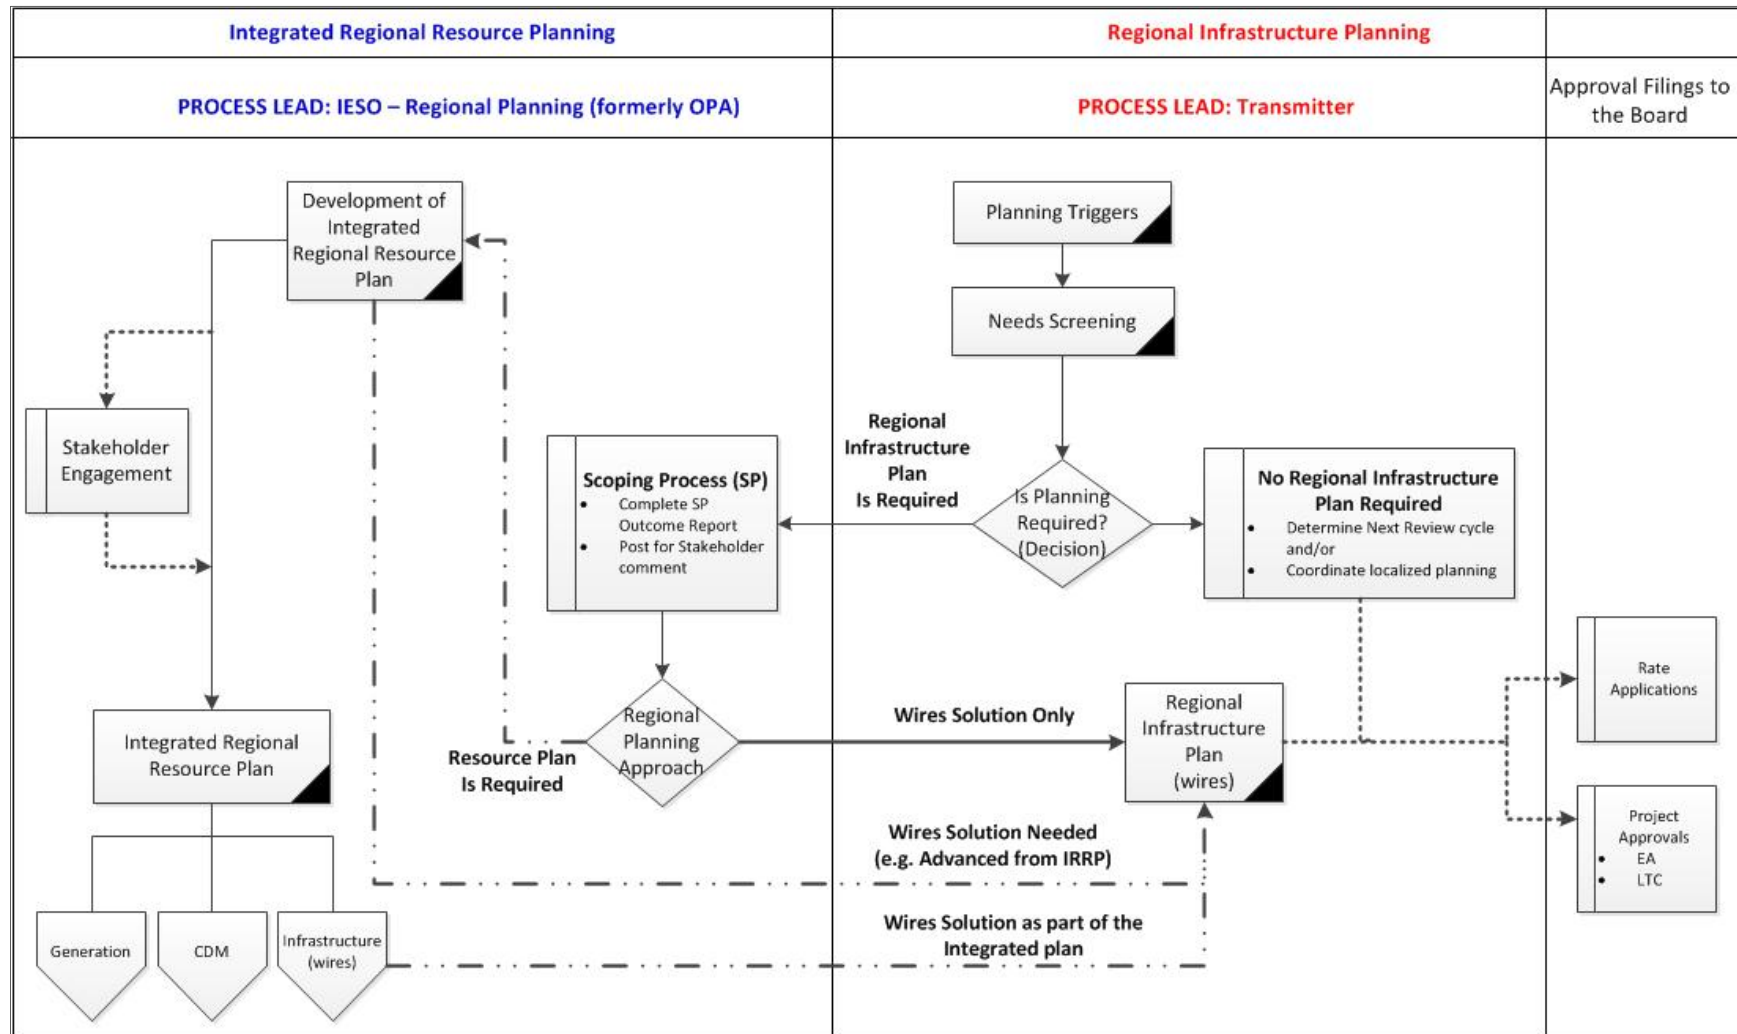 Integrated Regional Resource Planning
Regional Infrastructure Planning
PROCESS LEAD: IESO – Regional Planning (formerly OPA)
PROCESS LEAD: Transmitter
Approval Filings to
the Board
Development of
Integrated
Regional Resource
Plan
Planning Triggers
Needs Screening
Stakeholder
Engagement
Scoping Process (SP)
• Complete SP
Outcome Report
• Post for Stakeholder
comment
Regional
Infrastructure
Plan
Is Required
Is Planning
Required?
(Decision)
No Regional Infrastructure
Plan Required
• Determine Next Review cycle
and/or
• Coordinate localized planning
Rate
Applications
Integrated Regional
Resource Plan
Resource Plan
Is Required
Regional
Planning
Approach
Wires Solution Only
Regional
Infrastructure
Plan
(wires)
Project
Approvals
• EA
• LTC
Wires Solution Needed
(e.g. Advanced from IRRP)
Wires Solution as part of the
Integrated plan
Generation
CDM
Infrastructure
(wires)